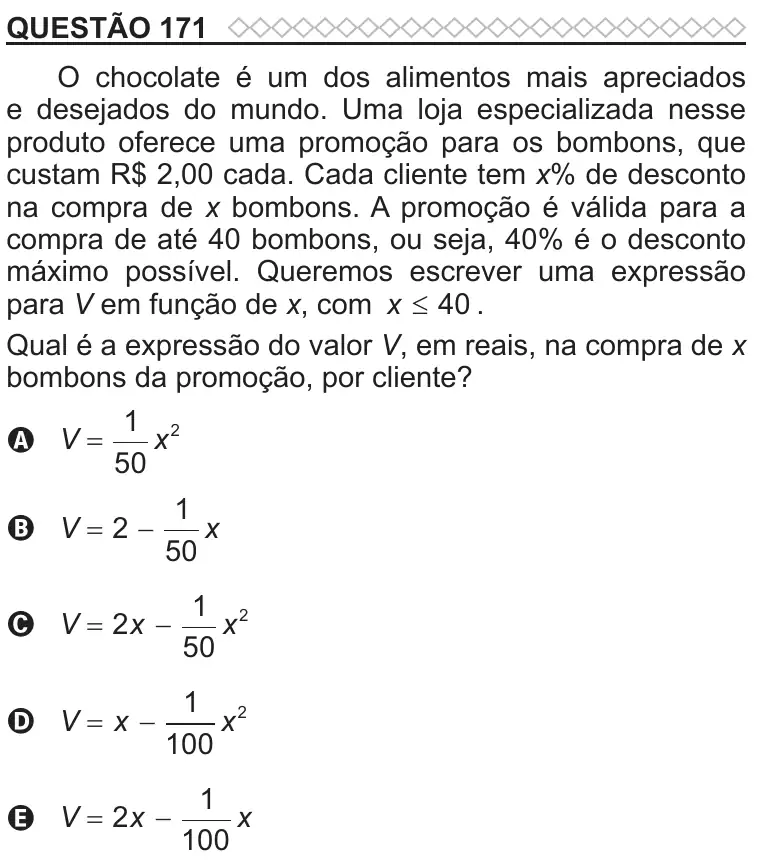 QUESTÃO 171
O chocolate é um dos alimentos mais apreciados
e desejados do mundo. Uma loja especializada nesse
produto oferece uma promoção para os bombons, que
custam R$ 2,00 cada. Cada cliente tem x% de desconto
na compra de x bombons. A promoção é válida para a
compra de até 40 bombons, ou seja, 40% é o desconto
máximo possível. Queremos escrever uma expressão
para V em função de x, com x ≤ 40 .
Qual é a expressão do valor V, em reais, na compra de x
bombons da promoção, por cliente?
A V = 1/50 x²
B V = 2 − 1/50 x
C V = 2x − 1/50 x²
D V = x − 1/100 x²
E V = 2x − 1/100 x